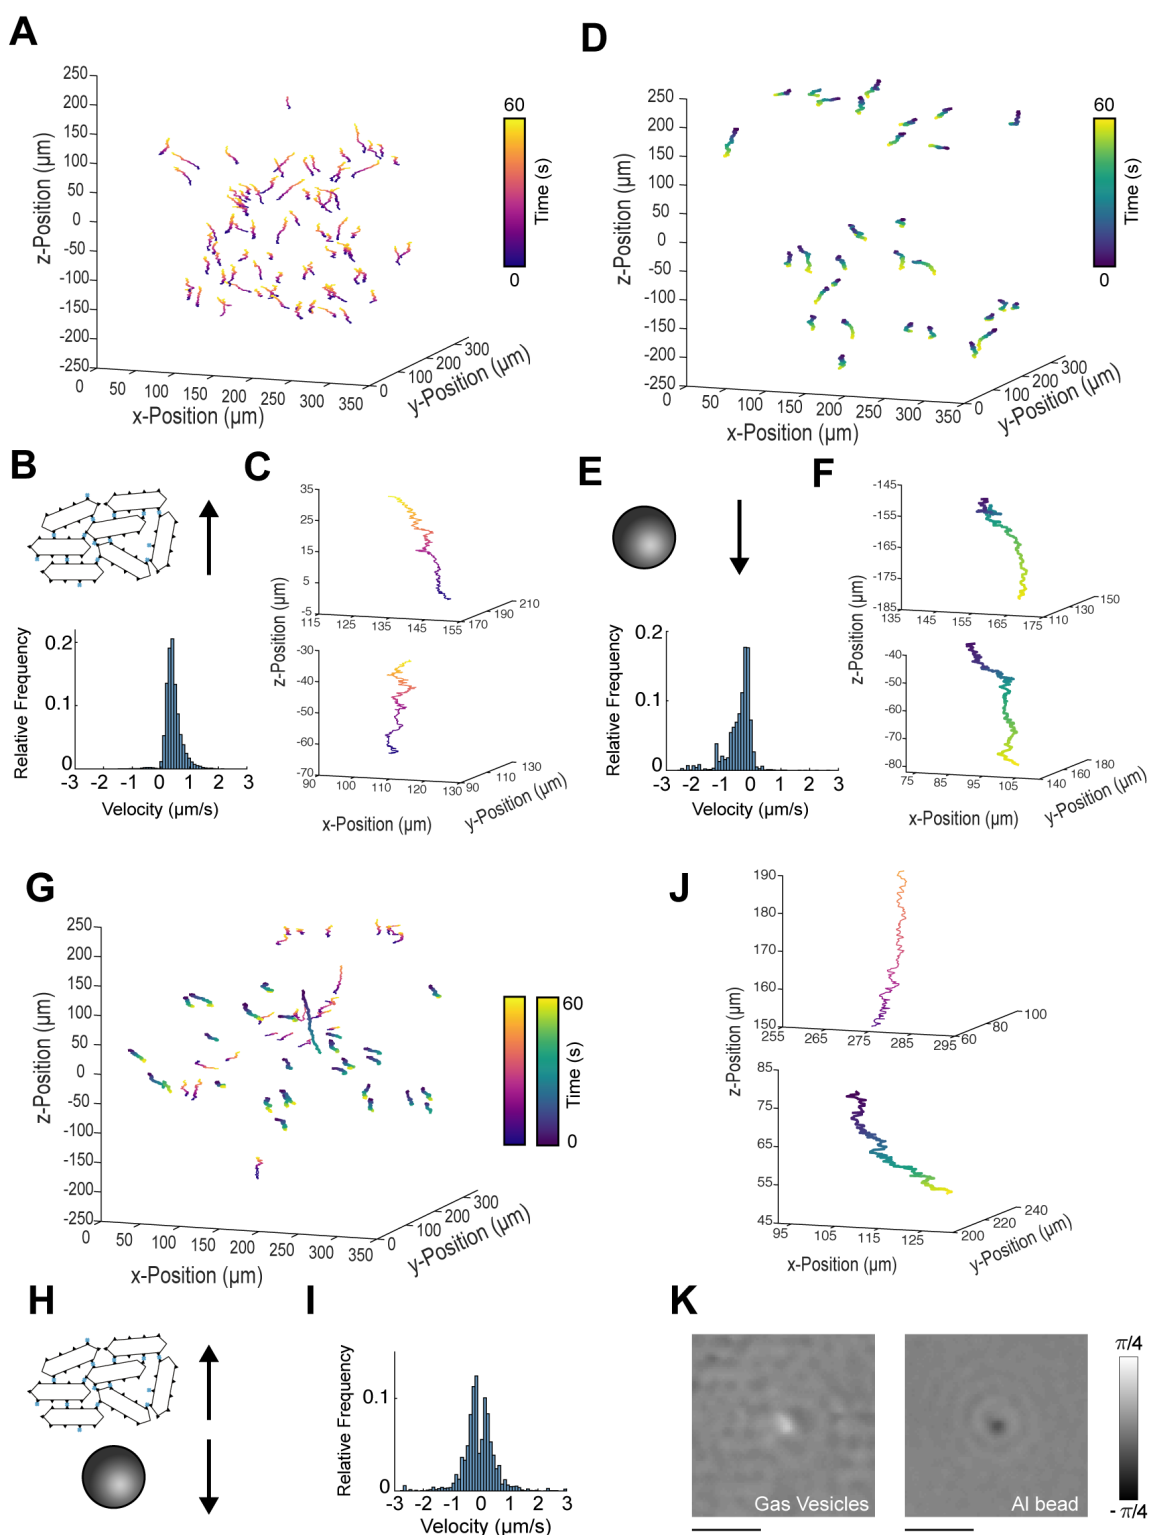 A
250
200
150
100
50
0
-50
-100
-150
-200
-250
z-Position (µm)
0
50
100
150
200
250
300
350
x-Position (µm)
0
100
200
300
y-Position (µm)
60
0
Time (s)
D
250
200
150
100
50
0
-50
-100
-150
-200
-250
z-Position (µm)
0
50
100
150
200
250
300
350
x-Position (µm)
0
100
200
300
y-Position (µm)
60
0
Time (s)
B
0.2
0.1
0
Relative Frequency
-3 -2 -1 0 1 2 3
Velocity (µm/s)
C
35
25
15
5
-5
115 125 135 145 155
170 190 210
-30
-40
-50
-60
-70
90 100 110 120 130
90 110 130
z-Position (µm)
x-Position (µm)
y-Position (µm)
E
0.2
0.1
0
Relative Frequency
-3 -2 -1 0 1 2 3
Velocity (µm/s)
F
-145
-155
-165
-175
-185
135 145 155 165 175
110 130 150
-40
-50
-60
-70
-80
75 85 95 105
140 160 180
z-Position (µm)
x-Position (µm)
y-Position (µm)
G
250
200
150
100
50
0
-50
-100
-150
-200
-250
z-Position (µm)
0
50
100
150
200
250
300
350
x-Position (µm)
0
100
200
300
y-Position (µm)
60
0
Time (s)
J
190
180
170
160
150
255 265 275 285 295
60 80 100
85
75
65
55
45
95 105 115 125
200 220 240
z-Position (µm)
x-Position (µm)
y-Position (µm)
H
I
0.1
0
Relative Frequency
-3 -2 -1 0 1 2 3
Velocity (µm/s)
K
Gas Vesicles
Al bead
π/4
- π/4